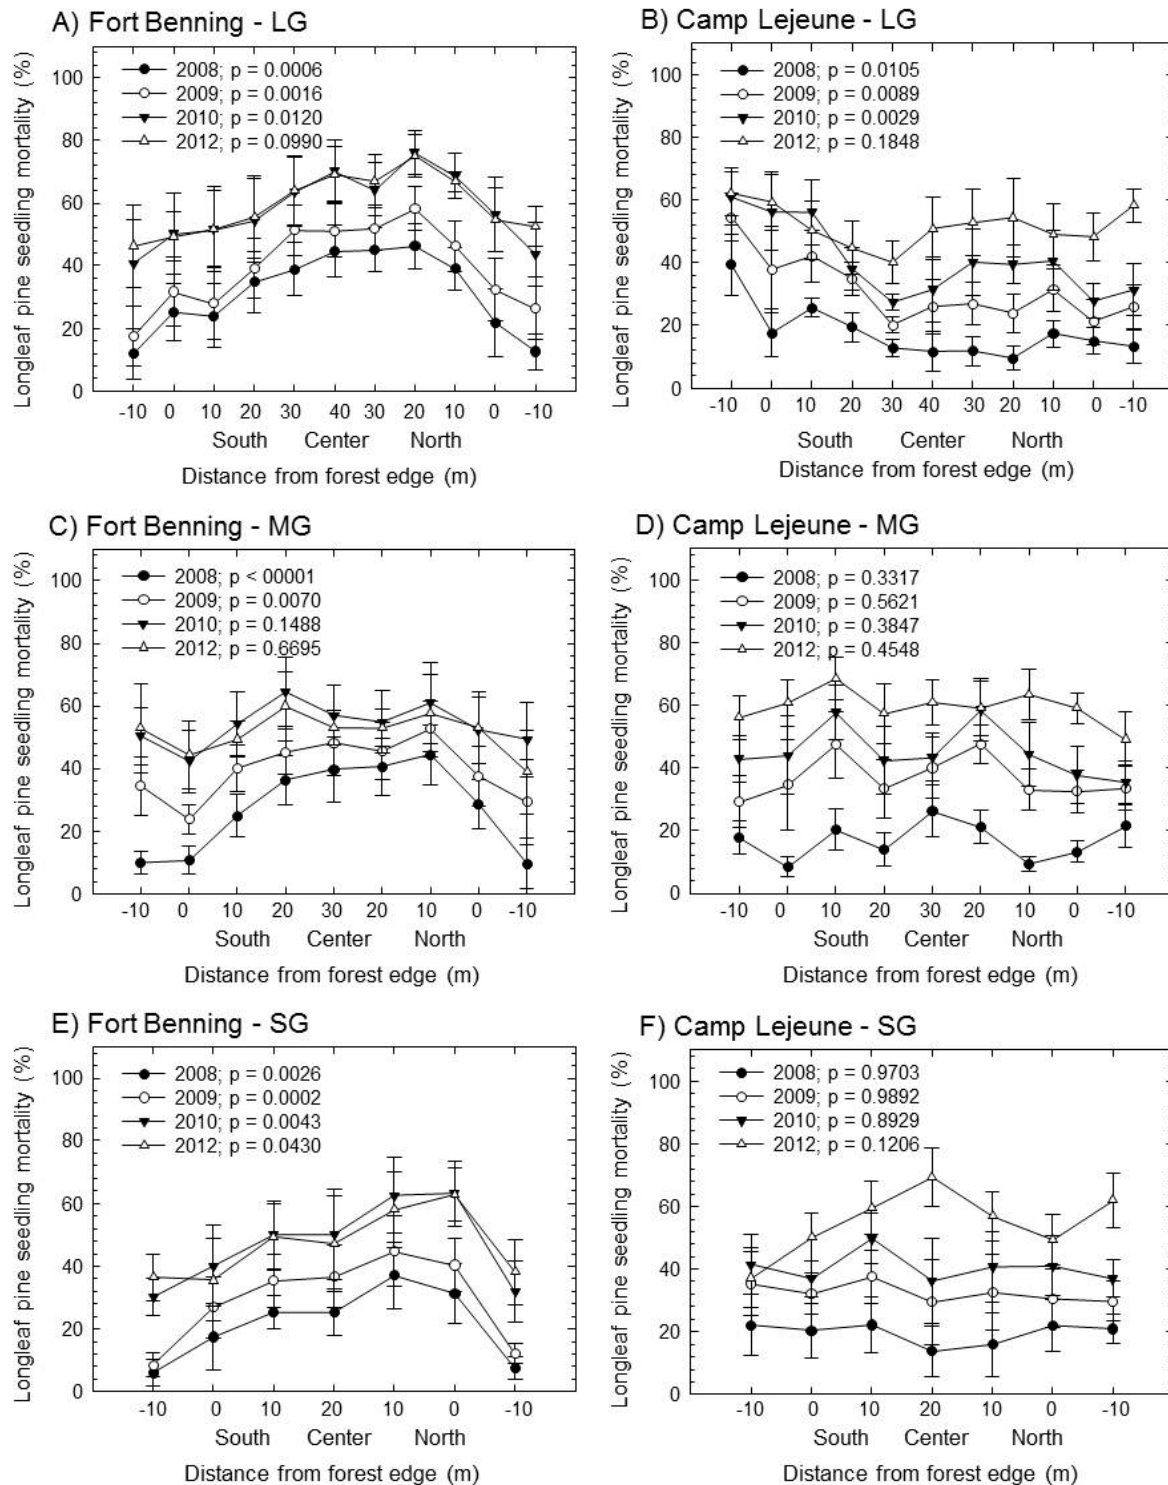 A) Fort Benning - LG
Longleaf pine seedling mortality (%)
100
80
60
40
20
0
2008; p = 0.0006
2009; p = 0.0016
2010; p = 0.0120
2012; p = 0.0990
-10 0 10 20 30 40 30 20 10 0 -10
South Center North
Distance from forest edge (m)
B) Camp Lejeune - LG
Longleaf pine seedling mortality (%)
100
80
60
40
20
0
2008; p = 0.0105
2009; p = 0.0089
2010; p = 0.0029
2012; p = 0.1848
-10 0 10 20 30 40 30 20 10 0 -10
South Center North
Distance from forest edge (m)
C) Fort Benning - MG
Longleaf pine seedling mortality (%)
100
80
60
40
20
0
2008; p < 00001
2009; p = 0.0070
2010; p = 0.1488
2012; p = 0.6695
-10 0 10 20 30 20 10 0 -10
South Center North
Distance from forest edge (m)
D) Camp Lejeune - MG
Longleaf pine seedling mortality (%)
100
80
60
40
20
0
2008; p = 0.3317
2009; p = 0.5621
2010; p = 0.3847
2012; p = 0.4548
-10 0 10 20 30 20 10 0 -10
South Center North
Distance from forest edge (m)
E) Fort Benning - SG
Longleaf pine seedling mortality (%)
100
80
60
40
20
0
2008; p = 0.0026
2009; p = 0.0002
2010; p = 0.0043
2012; p = 0.0430
-10 0 10 20 10 0 -10
South Center North
Distance from forest edge (m)
F) Camp Lejeune - SG
Longleaf pine seedling mortality (%)
100
80
60
40
20
0
2008; p = 0.9703
2009; p = 0.9892
2010; p = 0.8929
2012; p = 0.1206
-10 0 10 20 10 0 -10
South Center North
Distance from forest edge (m)